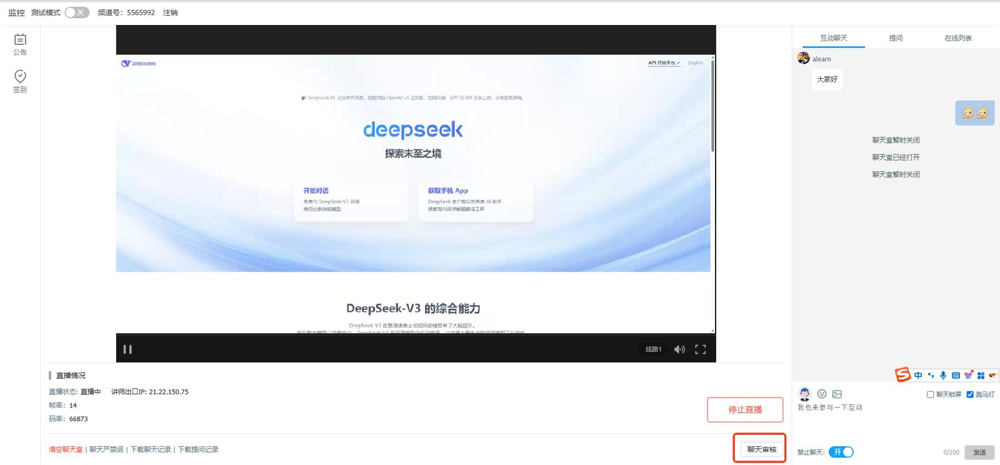 监控 测试模式 关 频道号：5565992 注销
公告
签到
deepseek
API 开放平台 English
DeepSeek-R1 已发布并开源，性能对标 OpenAI o1 正式版，在网页端、APP 和 API 全面上线，点击查看详情。
deepseek
探索未至之境
开始对话
免费与 DeepSeek-V3 对话
使用全新旗舰模型
获取手机 App
DeepSeek 官方推出的免费 AI 助手
搜索写作阅读解题翻译工具
DeepSeek-V3 的综合能力
DeepSeek V3 在推理速度上相较历史模型有了大幅提升。
线路1
直播情况
直播状态: 直播中 讲师出口IP: 21.22.150.75
帧率: 14
码率: 66873
停止直播
清空聊天室 | 聊天严禁词 | 下载聊天记录 | 下载提问记录
聊天审核
互动聊天 提问 在线列表
alearn
大家好
聊天室暂时关闭
聊天室已经打开
聊天室暂时关闭
S 中
聊天锁屏 跑马灯
我也来参与一下互动
禁止聊天: 开 0/200 发送